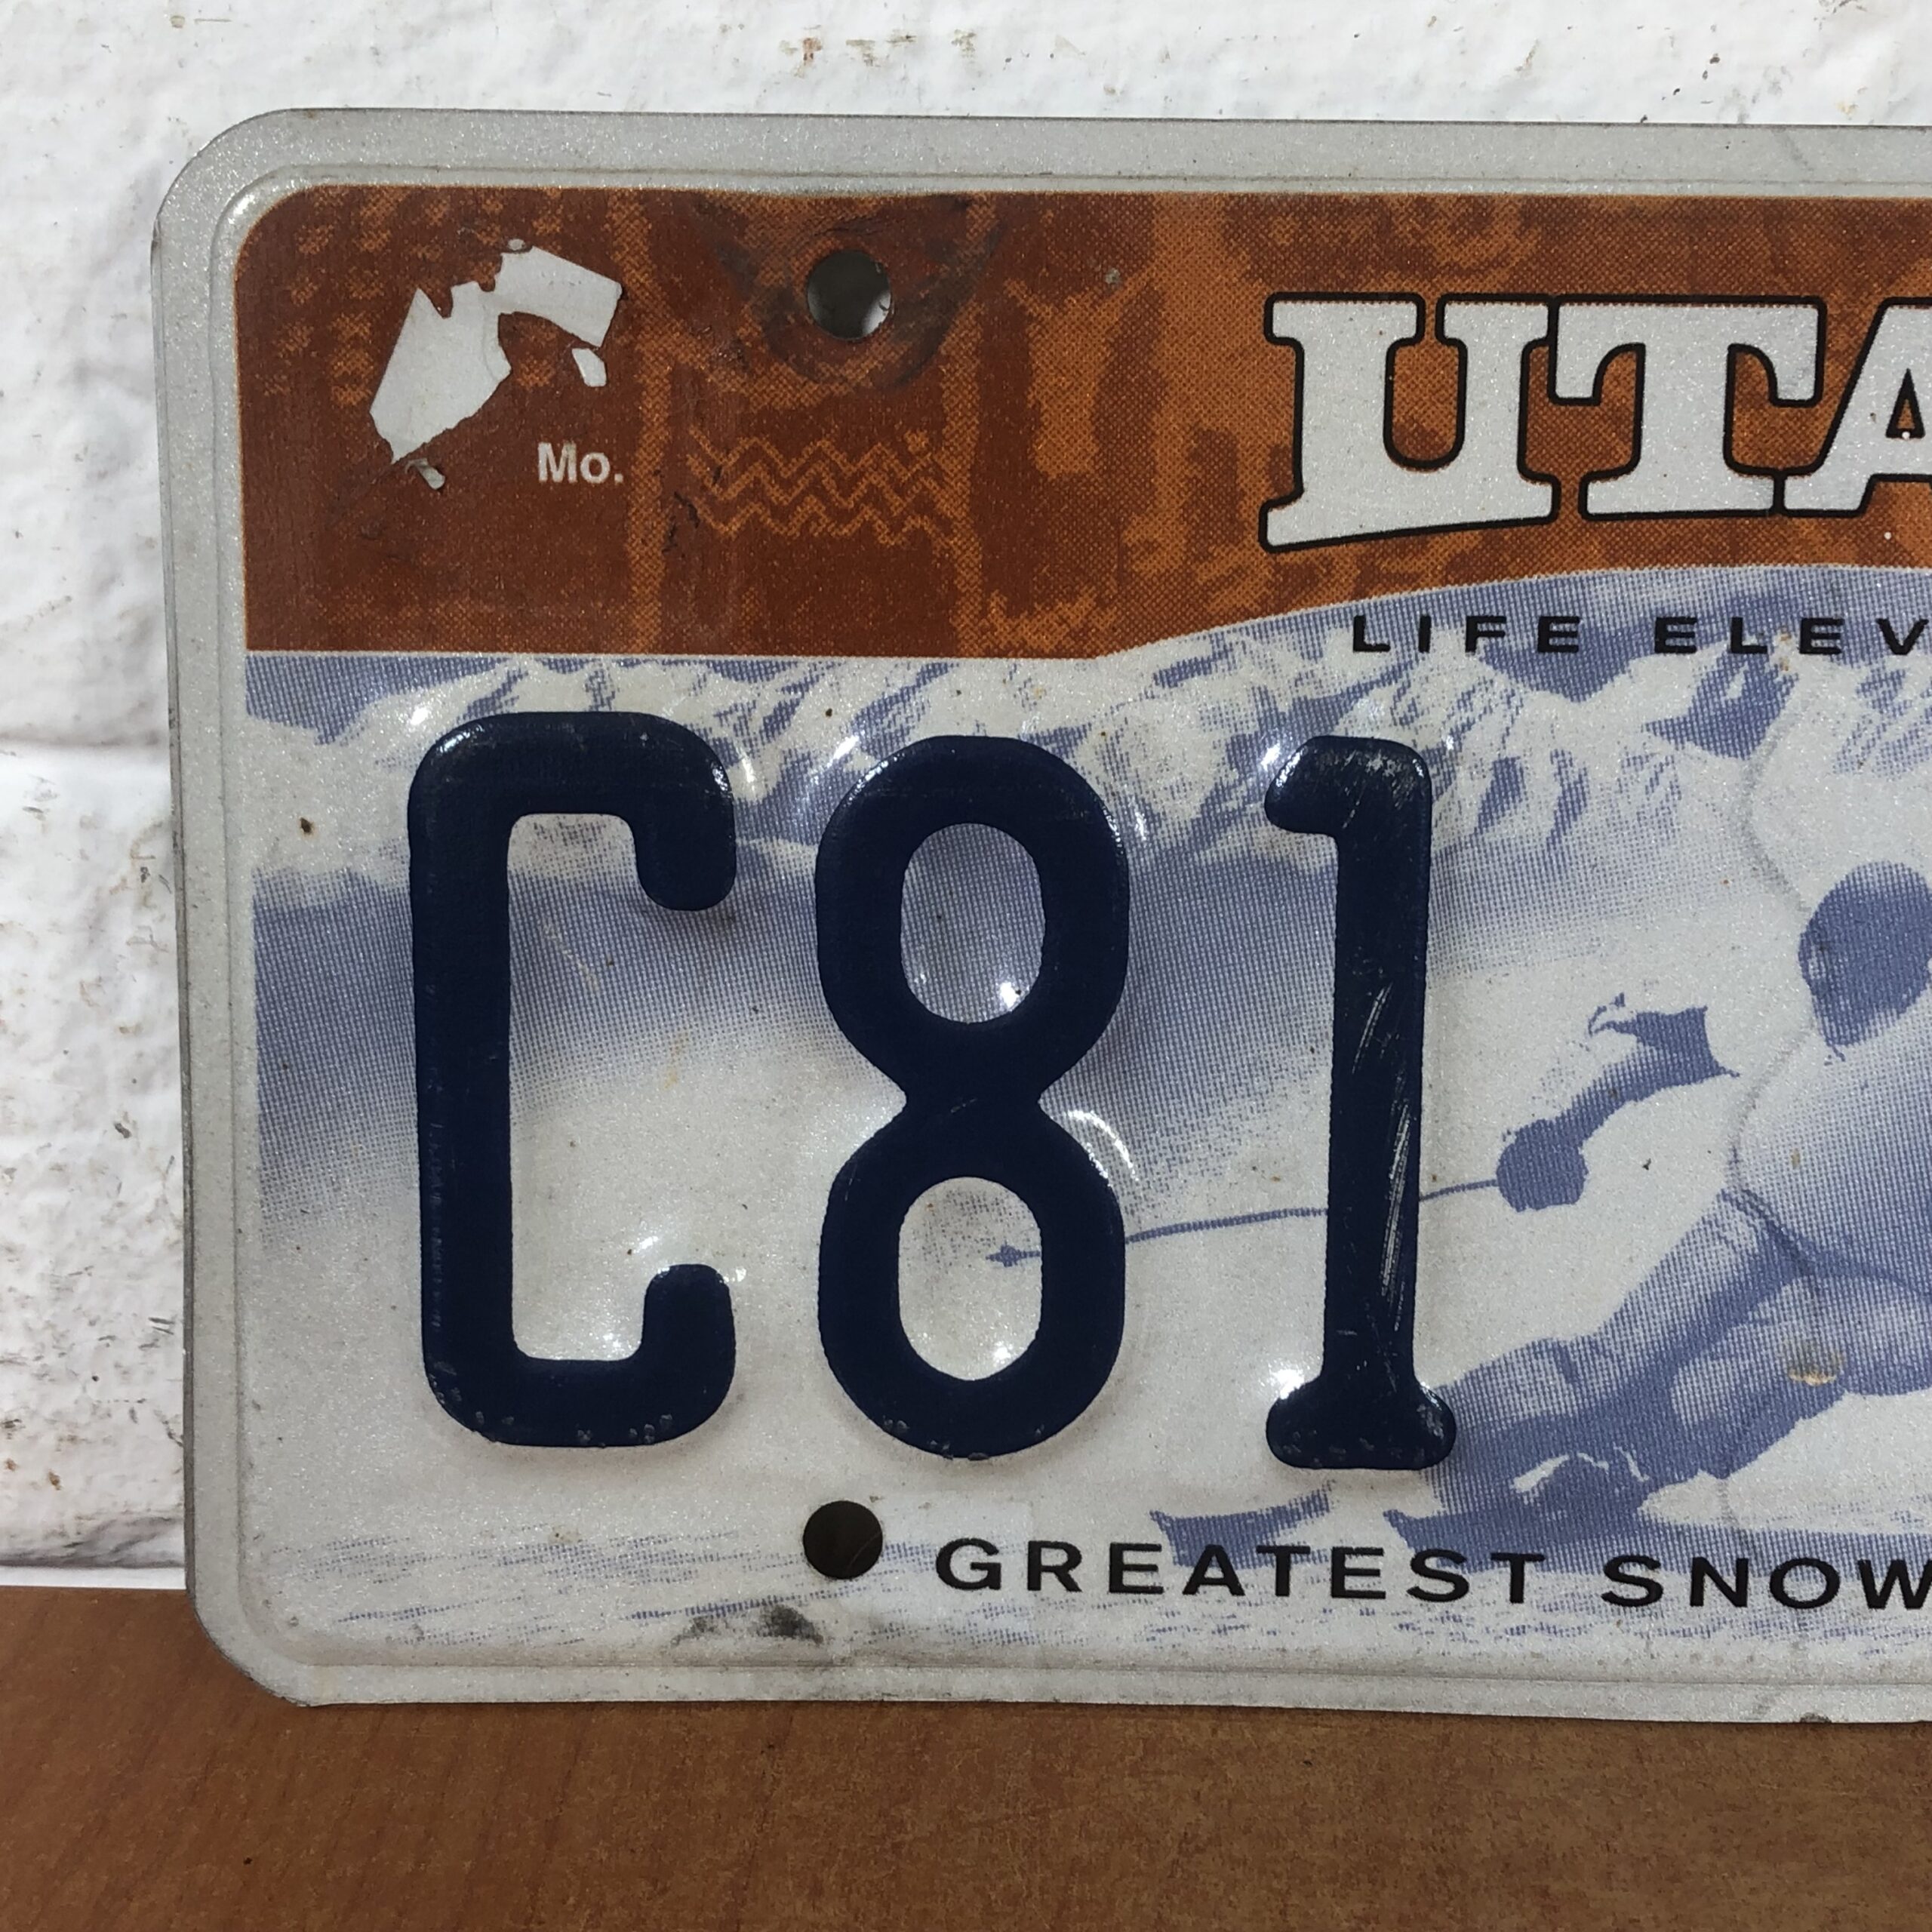 Mo.
UTA
LIFE ELEV
C81
GREATEST SNOW